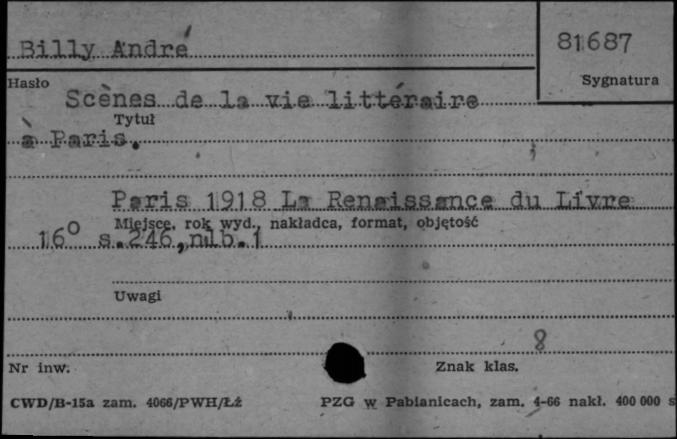 Billy André
81687
Hasło
Sygnatura
Scènes de la vie littéraire
Tytuł
à Paris.
Paris 1918 La Renaissance du Livre
Miejsce, rok wyd., nakładca, format, objętość
16° s.246,nlb.1
Uwagi
8
Nr inw.
Znak klas.
CWD/B-15a zam. 4066/PWH/Łź
PZG w Pabianicach, zam. 4-66 nakł. 400 000 s